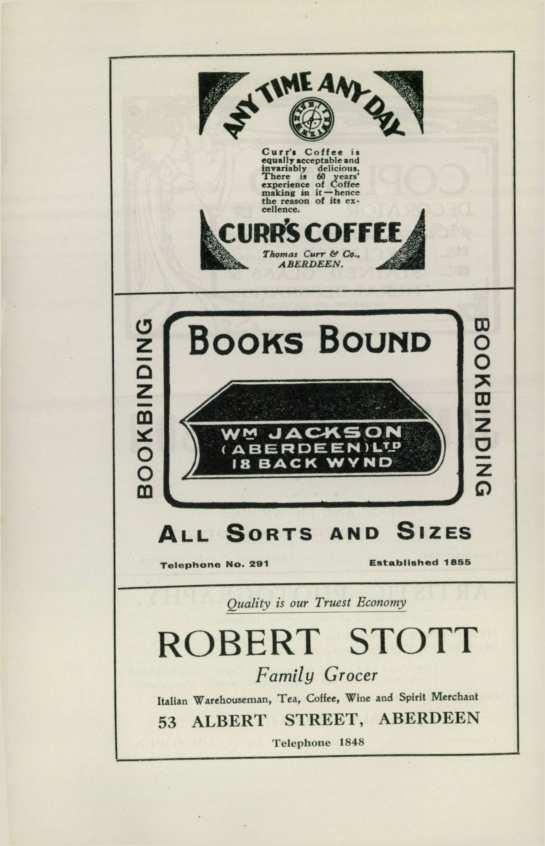 ANY TIME ANY DAY
Curr's Coffee is
equally acceptable and
invariably delicious.
There is 60 years'
experience of Coffee
making in it—hence
the reason of its ex-
cellence.
CURR'S COFFEE
Thomas Curr & Co.,
ABERDEEN.
BOOKBINDING
BOOKS BOUND
WM JACKSON
(ABERDEEN) LTD
18 BACK WYND
BOOKBINDING
ALL SORTS AND SIZES
Telephone No. 291 Established 1855
Quality is our Truest Economy
ROBERT STOTT
Family Grocer
Italian Warehouseman, Tea, Coffee, Wine and Spirit Merchant
53 ALBERT STREET, ABERDEEN
Telephone 1848